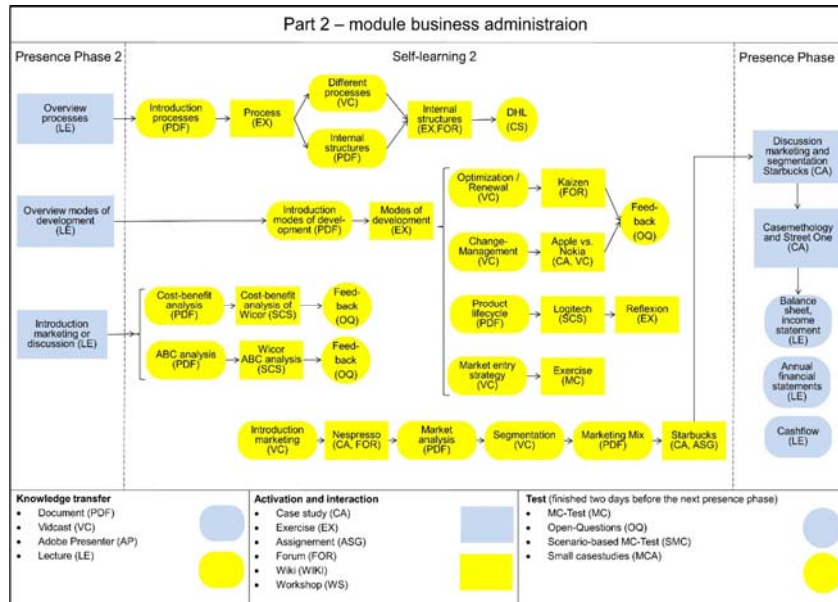 Part 2 – module business administraion
Presence Phase 2
Self-learning 2
Presence Phase
Overview
processes
(LE)
Introduction
processes
(PDF)
Process
(EX)
Different
processes
(VC)
Internal
structures
(PDF)
Internal
structures
(EX,FOR)
DHL
(CS)
Overview modes of
development
(LE)
Introduction
modes of devel-
opment (PDF)
Modes of
development
(EX)
Optimization /
Renewal
(VC)
Kaizen
(FOR)
Change-
Management
(VC)
Apple vs.
Nokia
(CA, VC)
Feed-
back
(OQ)
Product
lifecycle
(PDF)
Logitech
(SCS)
Reflexion
(EX)
Market entry
strategy
(VC)
Exercise
(MC)
Introduction
marketing or
discussion (LE)
Cost-benefit
analysis
(PDF)
Cost-benefit
analysis of
Wicor (SCS)
Feed-
back
(OQ)
ABC analysis
(PDF)
Wicor
ABC analysis
(SCS)
Feed-
back
(OQ)
Introduction
marketing
(VC)
Nespresso
(CA, FOR)
Market
analysis
(PDF)
Segmentation
(VC)
Marketing Mix
(PDF)
Starbucks
(CA, ASG)
Discussion
marketing and
segmentation
Starbucks (CA)
Casemethology
and Street One
(CA)
Balance
sheet,
income
statement
(LE)
Annual
financial
statements
(LE)
Cashflow
(LE)
Knowledge transfer
• Document (PDF)
• Vidcast (VC)
• Adobe Presenter (AP)
• Lecture (LE)
Activation and interaction
• Case study (CA)
• Exercise (EX)
• Assignement (ASG)
• Forum (FOR)
• Wiki (WIKI)
• Workshop (WS)
Test (finished two days before the next presence phase)
• MC-Test (MC)
• Open-Questions (OQ)
• Scenario-based MC-Test (SMC)
• Small casestudies (MCA)